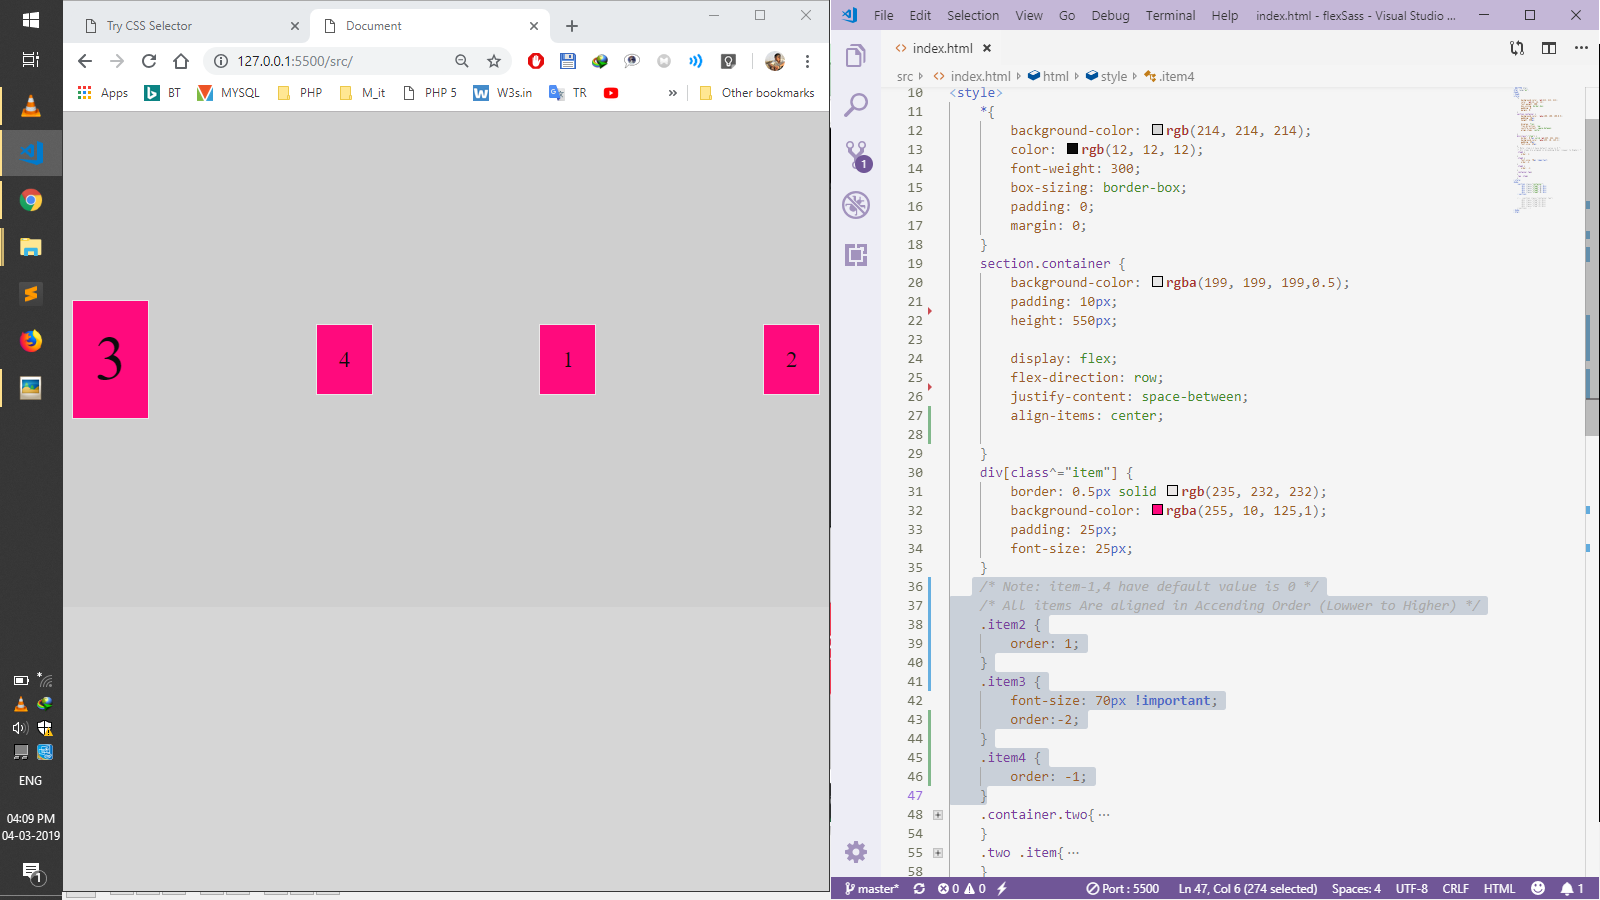 Try CSS Selector
Document
127.0.0.1:5500/src/
Apps
BT
MYSQL
PHP
M_it
PHP 5
W3s.in
TR
»
Other bookmarks
3
4
1
2
ENG
04:09 PM
04-03-2019
1
File Edit Selection View Go Debug Terminal Help
index.html - flexSass - Visual Studio ...
index.html
src index.html html style .item4
1
10 <style>
11 *{
12 background-color: rgb(214, 214, 214);
13 color: rgb(12, 12, 12);
14 font-weight: 300;
15 box-sizing: border-box;
16 padding: 0;
17 margin: 0;
18 }
19 section.container {
20 background-color: rgba(199, 199, 199,0.5);
21 padding: 10px;
22 height: 550px;
23
24 display: flex;
25 flex-direction: row;
26 justify-content: space-between;
27 align-items: center;
28
29 }
30 div[class^="item"] {
31 border: 0.5px solid rgb(235, 232, 232);
32 background-color: rgba(255, 10, 125,1);
33 padding: 25px;
34 font-size: 25px;
35 }
36 /* Note: item-1,4 have default value is 0 */
37 /* All items Are aligned in Accending Order (Lowwer to Higher) */
38 .item2 {
39 order: 1;
40 }
41 .item3 {
42 font-size: 70px !important;
43 order:-2;
44 }
45 .item4 {
46 order: -1;
47 }
48 .container.two{ ...
54 }
55 .two .item{ ...
58 }
master* 0 0 Port : 5500 Ln 47, Col 6 (274 selected) Spaces: 4 UTF-8 CRLF HTML 1